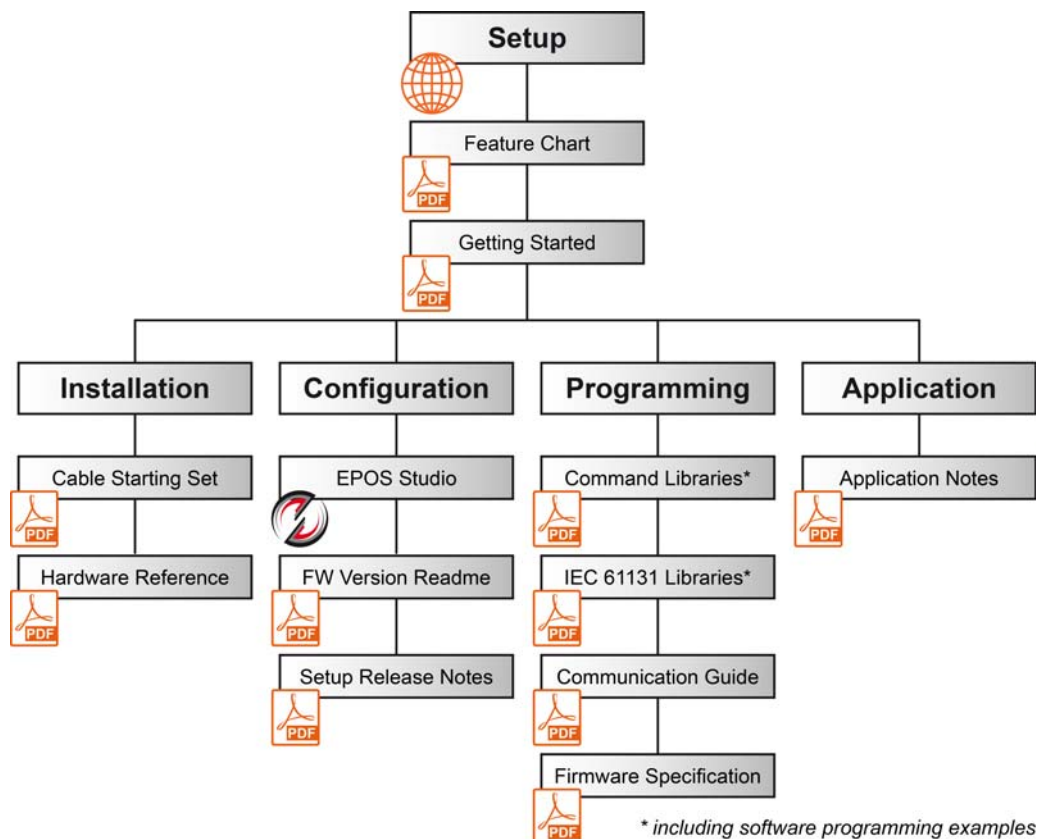 Setup
Feature Chart
PDF
Getting Started
PDF
Installation
Configuration
Programming
Application
Cable Starting Set
PDF
EPOS Studio
Command Libraries*
PDF
Application Notes
PDF
Hardware Reference
PDF
FW Version Readme
PDF
IEC 61131 Libraries*
PDF
Setup Release Notes
PDF
Communication Guide
PDF
Firmware Specification
PDF
* including software programming examples